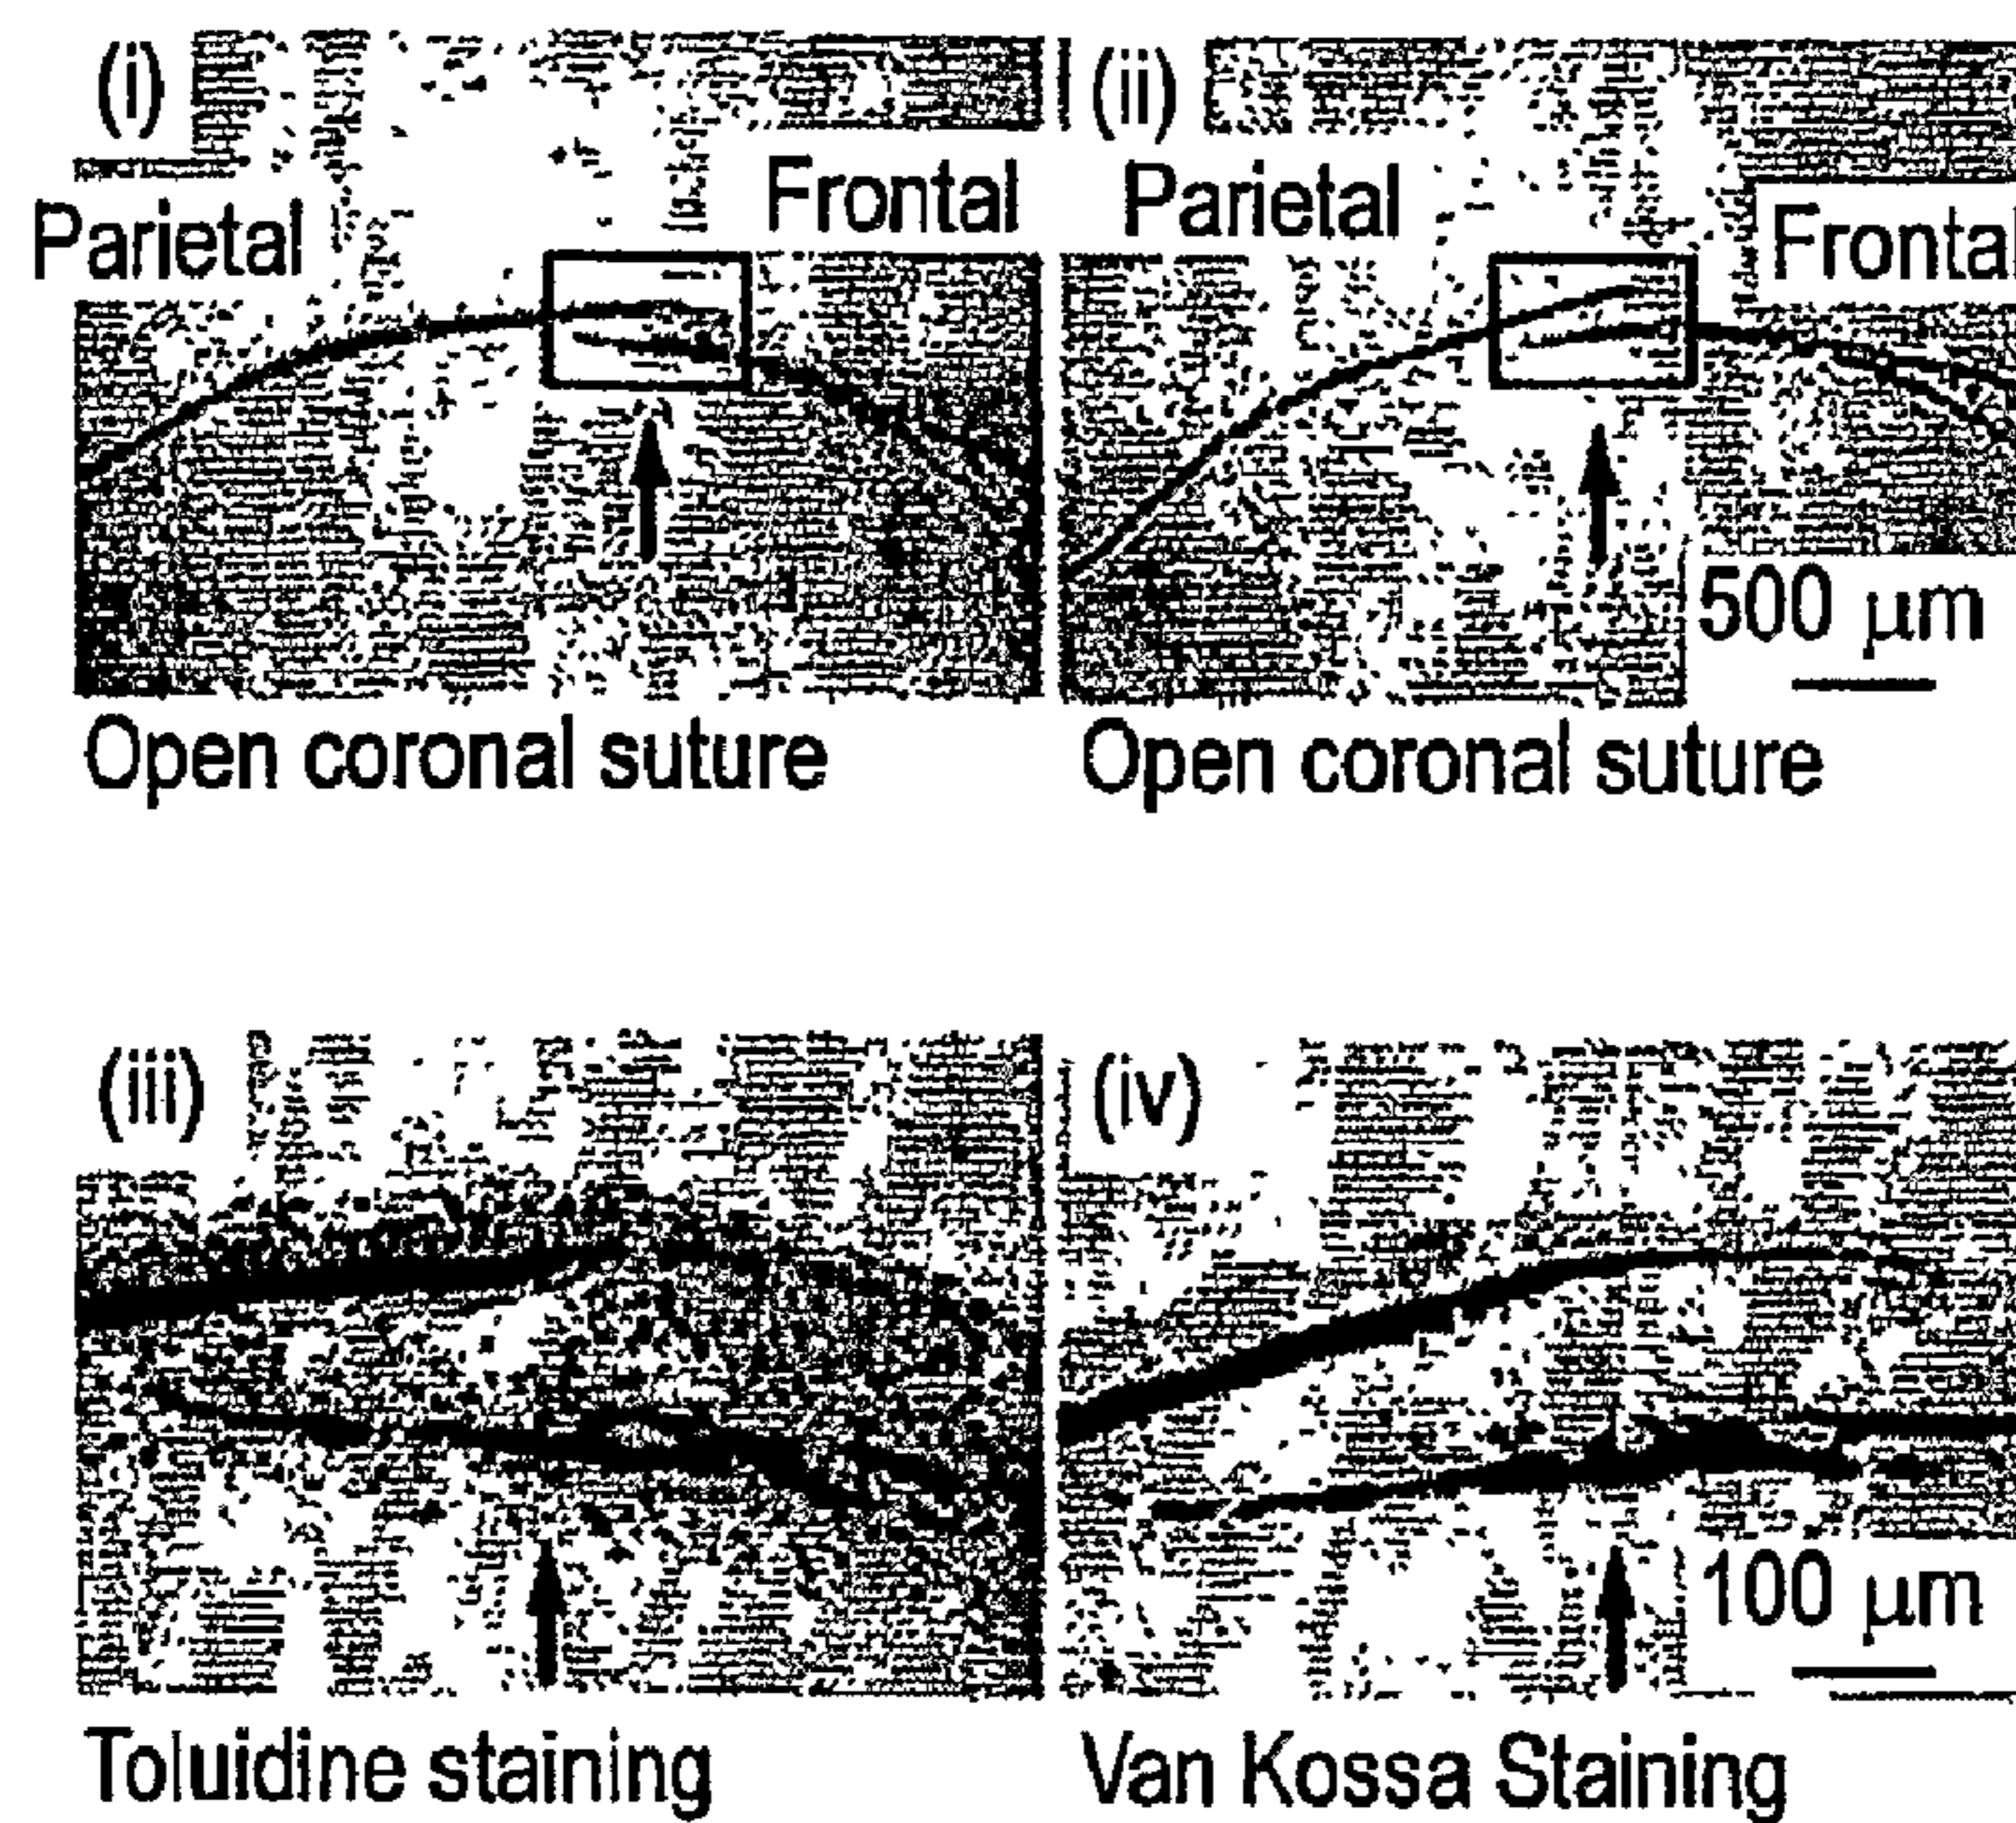 (i)
Parietal
Frontal
Open coronal suture
(ii)
Parietal
Frontal
500 μm
Open coronal suture
(iii)
Toluidine staining
(iv)
100 μm
Van Kossa Staining